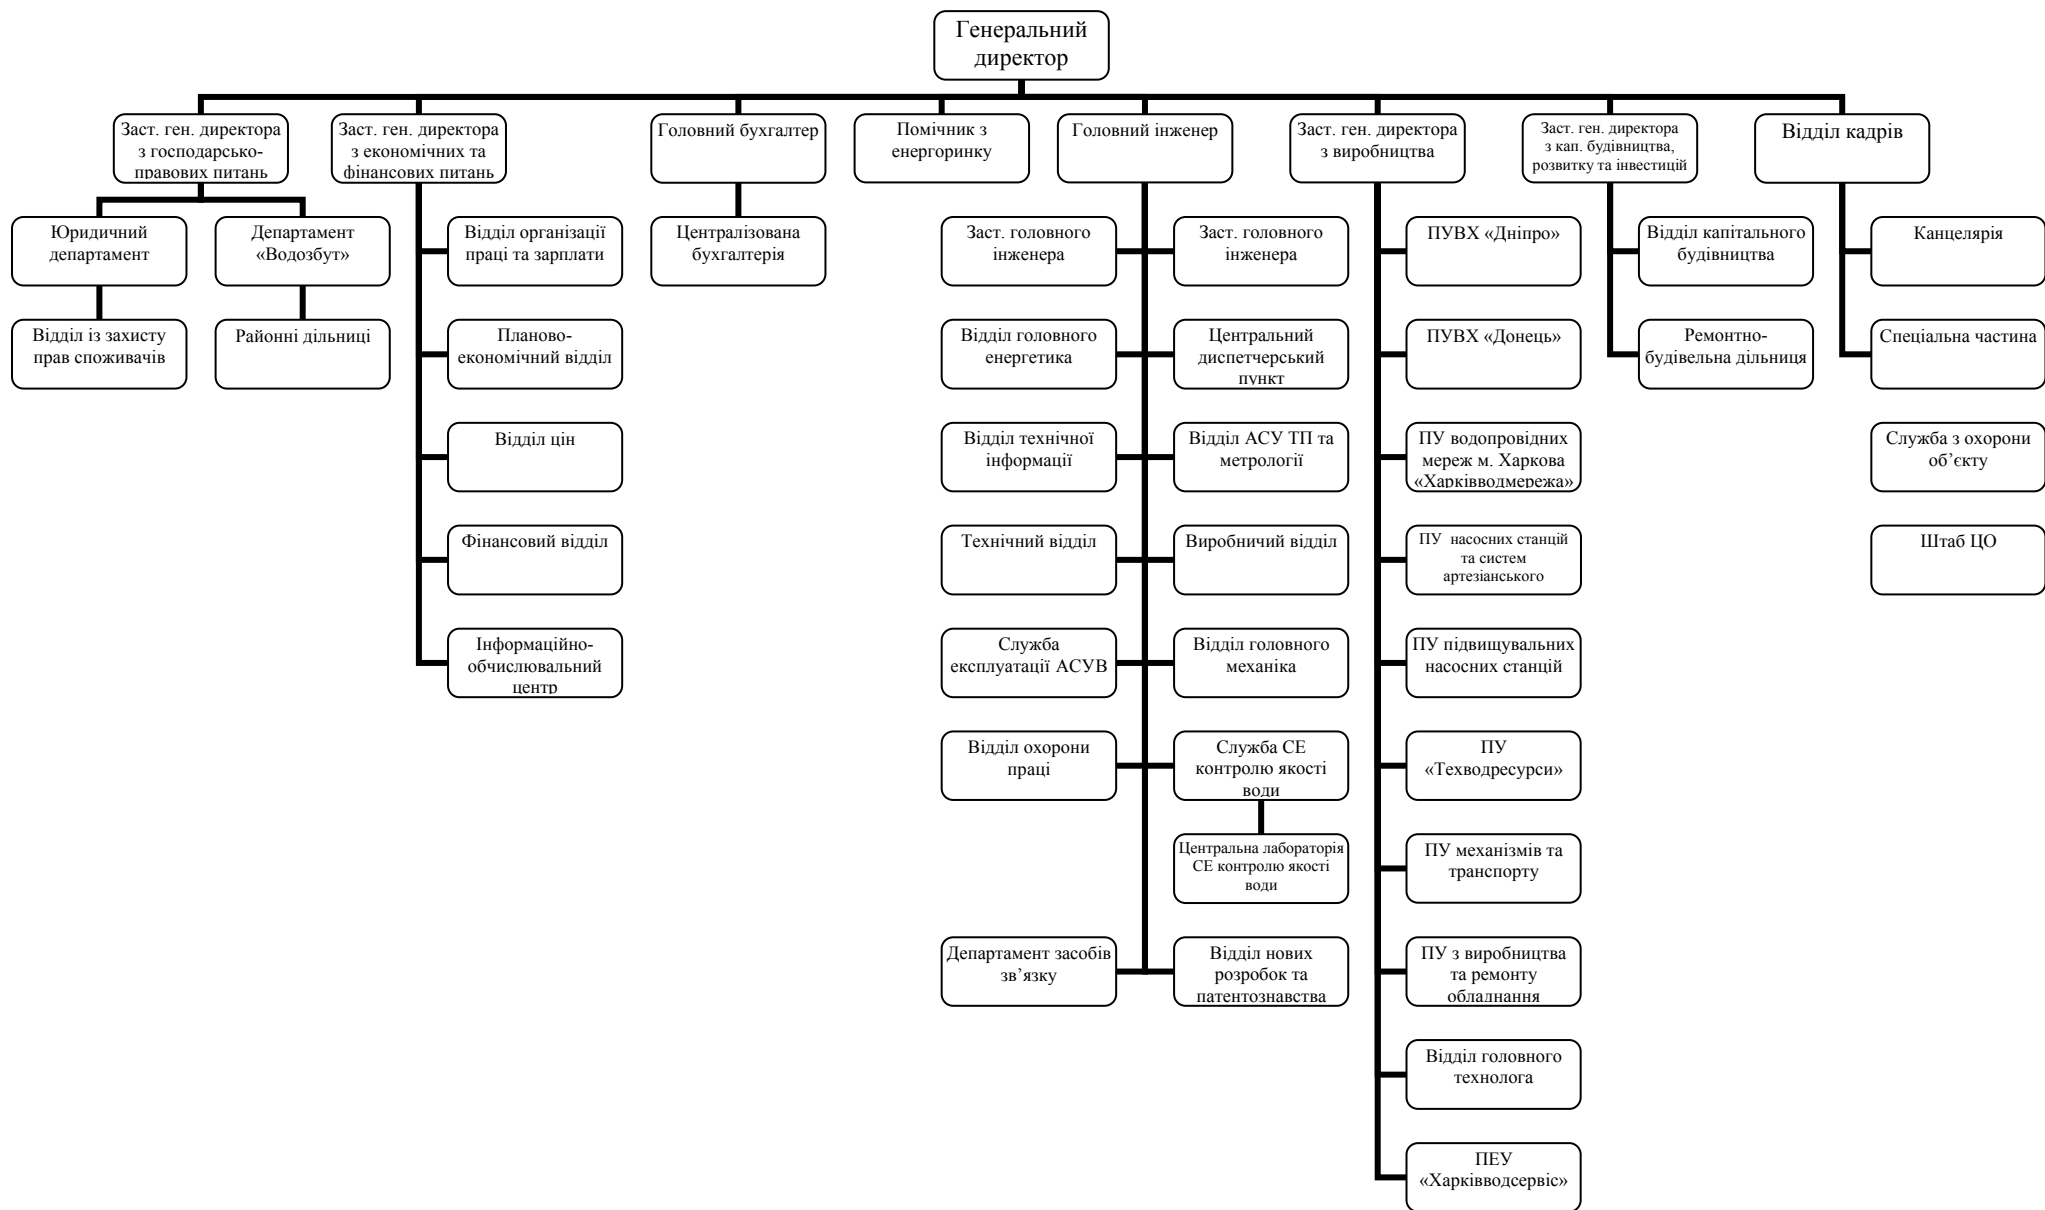 Генеральний
директор
Заст. ген. директора
з господарсько-
правових питань
Заст. ген. директора
з економічних та
фінансових питань
Головний бухгалтер
Помічник з
енергоринку
Головний інженер
Заст. ген. директора
з виробництва
Заст. ген. директора
з кап. будівництва,
розвитку та інвестицій
Відділ кадрів
Юридичний
департамент
Департамент
«Водозбут»
Відділ організації
праці та зарплати
Централізована
бухгалтерія
Заст. головного
інженера
Заст. головного
інженера
ПУВХ «Дніпро»
Відділ капітального
будівництва
Канцелярія
Відділ із захисту
прав споживачів
Районні дільниці
Планово-
економічний відділ
Відділ головного
енергетика
Центральний
диспетчерський
пункт
ПУВХ «Донець»
Ремонтно-
будівельна дільниця
Спеціальна частина
Відділ цін
Відділ технічної
інформації
Відділ АСУ ТП та
метрології
ПУ водопровідних
мереж м. Харкова
«Харківводмережа»
Служба з охорони
об’єкту
Фінансовий відділ
Технічний відділ
Виробничий відділ
ПУ насосних станцій
та систем
артезіанського
Штаб ЦО
Інформаційно-
обчислювальний
центр
Служба
експлуатації АСУВ
Відділ головного
механіка
ПУ підвищувальних
насосних станцій
Відділ охорони
праці
Служба СЕ
контролю якості
води
ПУ
«Техводресурси»
Центральна лабораторія
СЕ контролю якості
води
ПУ механізмів та
транспорту
Департамент засобів
зв’язку
Відділ нових
розробок та
патентознавства
ПУ з виробництва
та ремонту
обладнання
Відділ головного
технолога
ПЕУ
«Харківводсервіс»